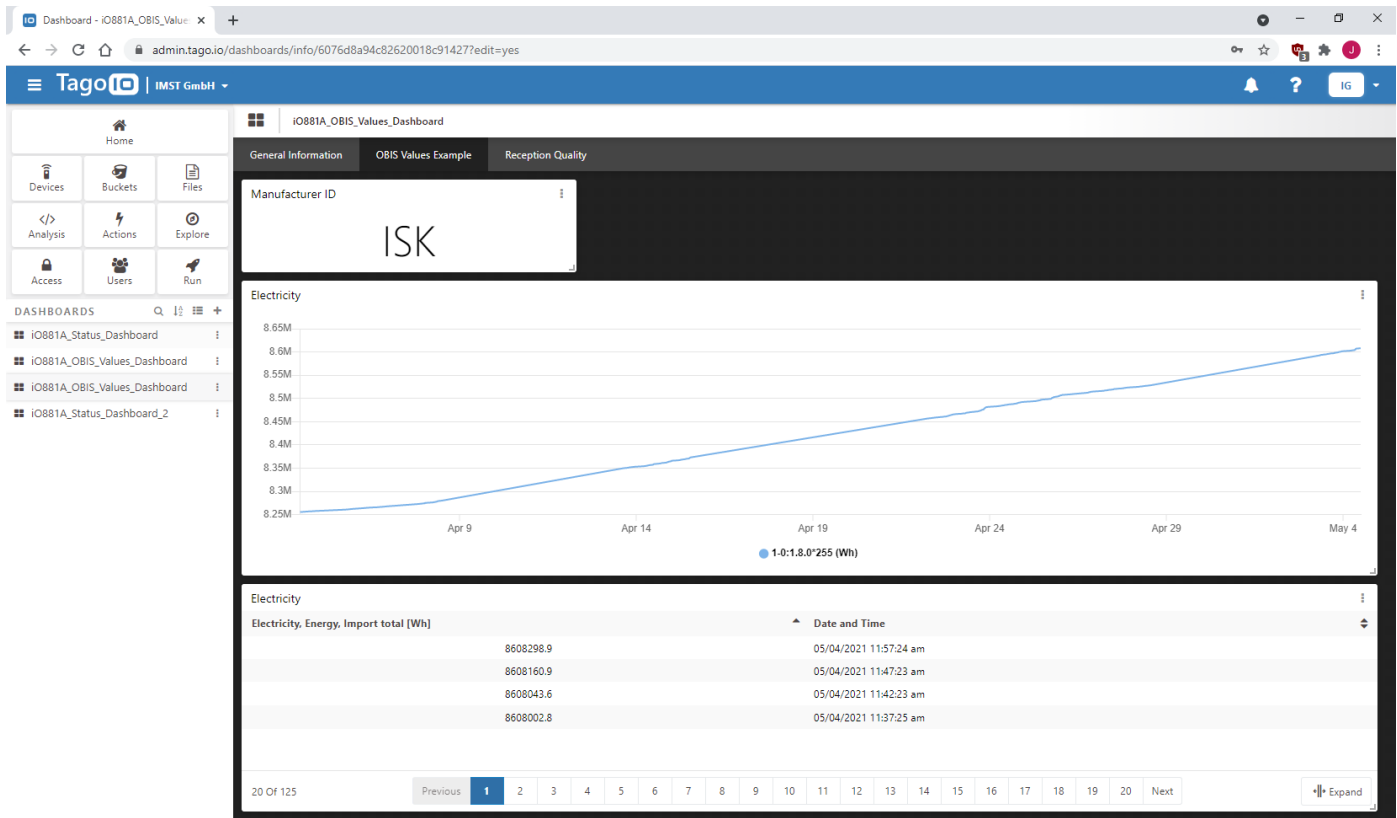 Dashboard - iO881A_OBIS_Value
admin.tago.io/dashboards/info/6076d8a94c82620018c91427?edit=yes
3
J
Tago IO | IMST GmbH
IG
Home
Devices Buckets Files
Analysis Actions Explore
Access Users Run
DASHBOARDS
iO881A_Status_Dashboard
iO881A_OBIS_Values_Dashboard
iO881A_OBIS_Values_Dashboard
iO881A_Status_Dashboard_2
iO881A_OBIS_Values_Dashboard
General Information OBIS Values Example Reception Quality
Manufacturer ID
ISK
Electricity
8.65M
8.6M
8.55M
8.5M
8.45M
8.4M
8.35M
8.3M
8.25M
Apr 9 Apr 14 Apr 19 Apr 24 Apr 29 May 4
1-0:1.8.0*255 (Wh)
Electricity
Electricity, Energy, Import total [Wh] Date and Time
8608298.9 05/04/2021 11:57:24 am
8608160.9 05/04/2021 11:47:23 am
8608043.6 05/04/2021 11:42:23 am
8608002.8 05/04/2021 11:37:25 am
20 Of 125 Previous 1 2 3 4 5 6 7 8 9 10 11 12 13 14 15 16 17 18 19 20 Next Expand